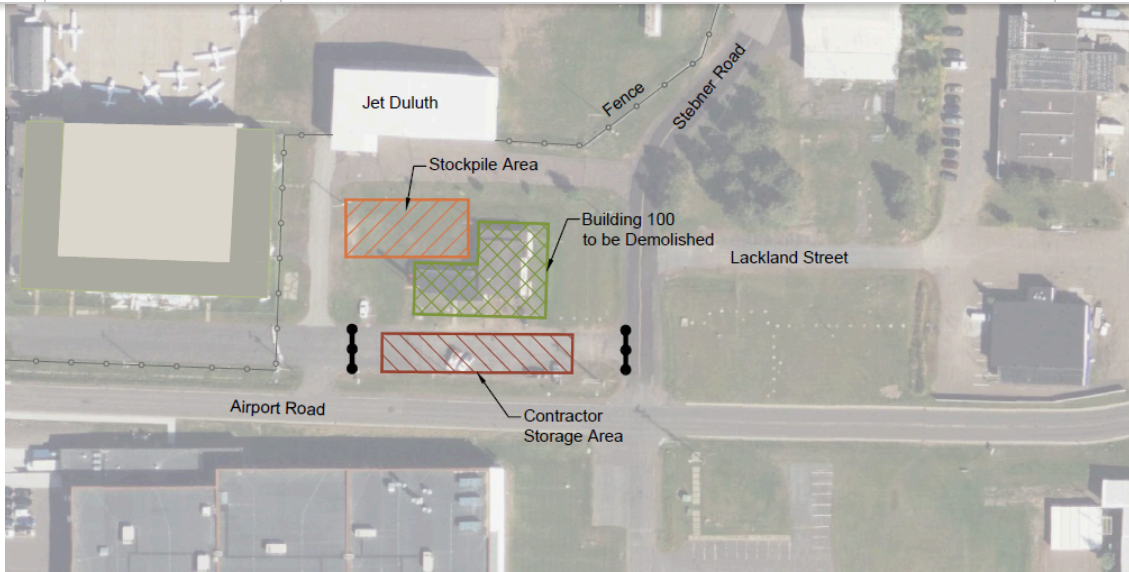 Jet Duluth
Fence
Stebner Road
Stockpile Area
Building 100
to be Demolished
Lackland Street
Airport Road
Contractor
Storage Area